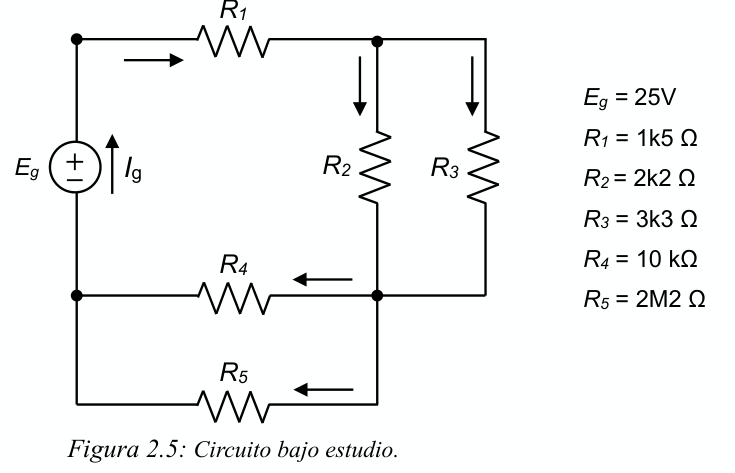 R1
Eg
+
−
Ig
R2
R3
R4
R5
Eg = 25V
R1 = 1k5 Ω
R2 = 2k2 Ω
R3 = 3k3 Ω
R4 = 10 kΩ
R5 = 2M2 Ω
Figura 2.5: Circuito bajo estudio.